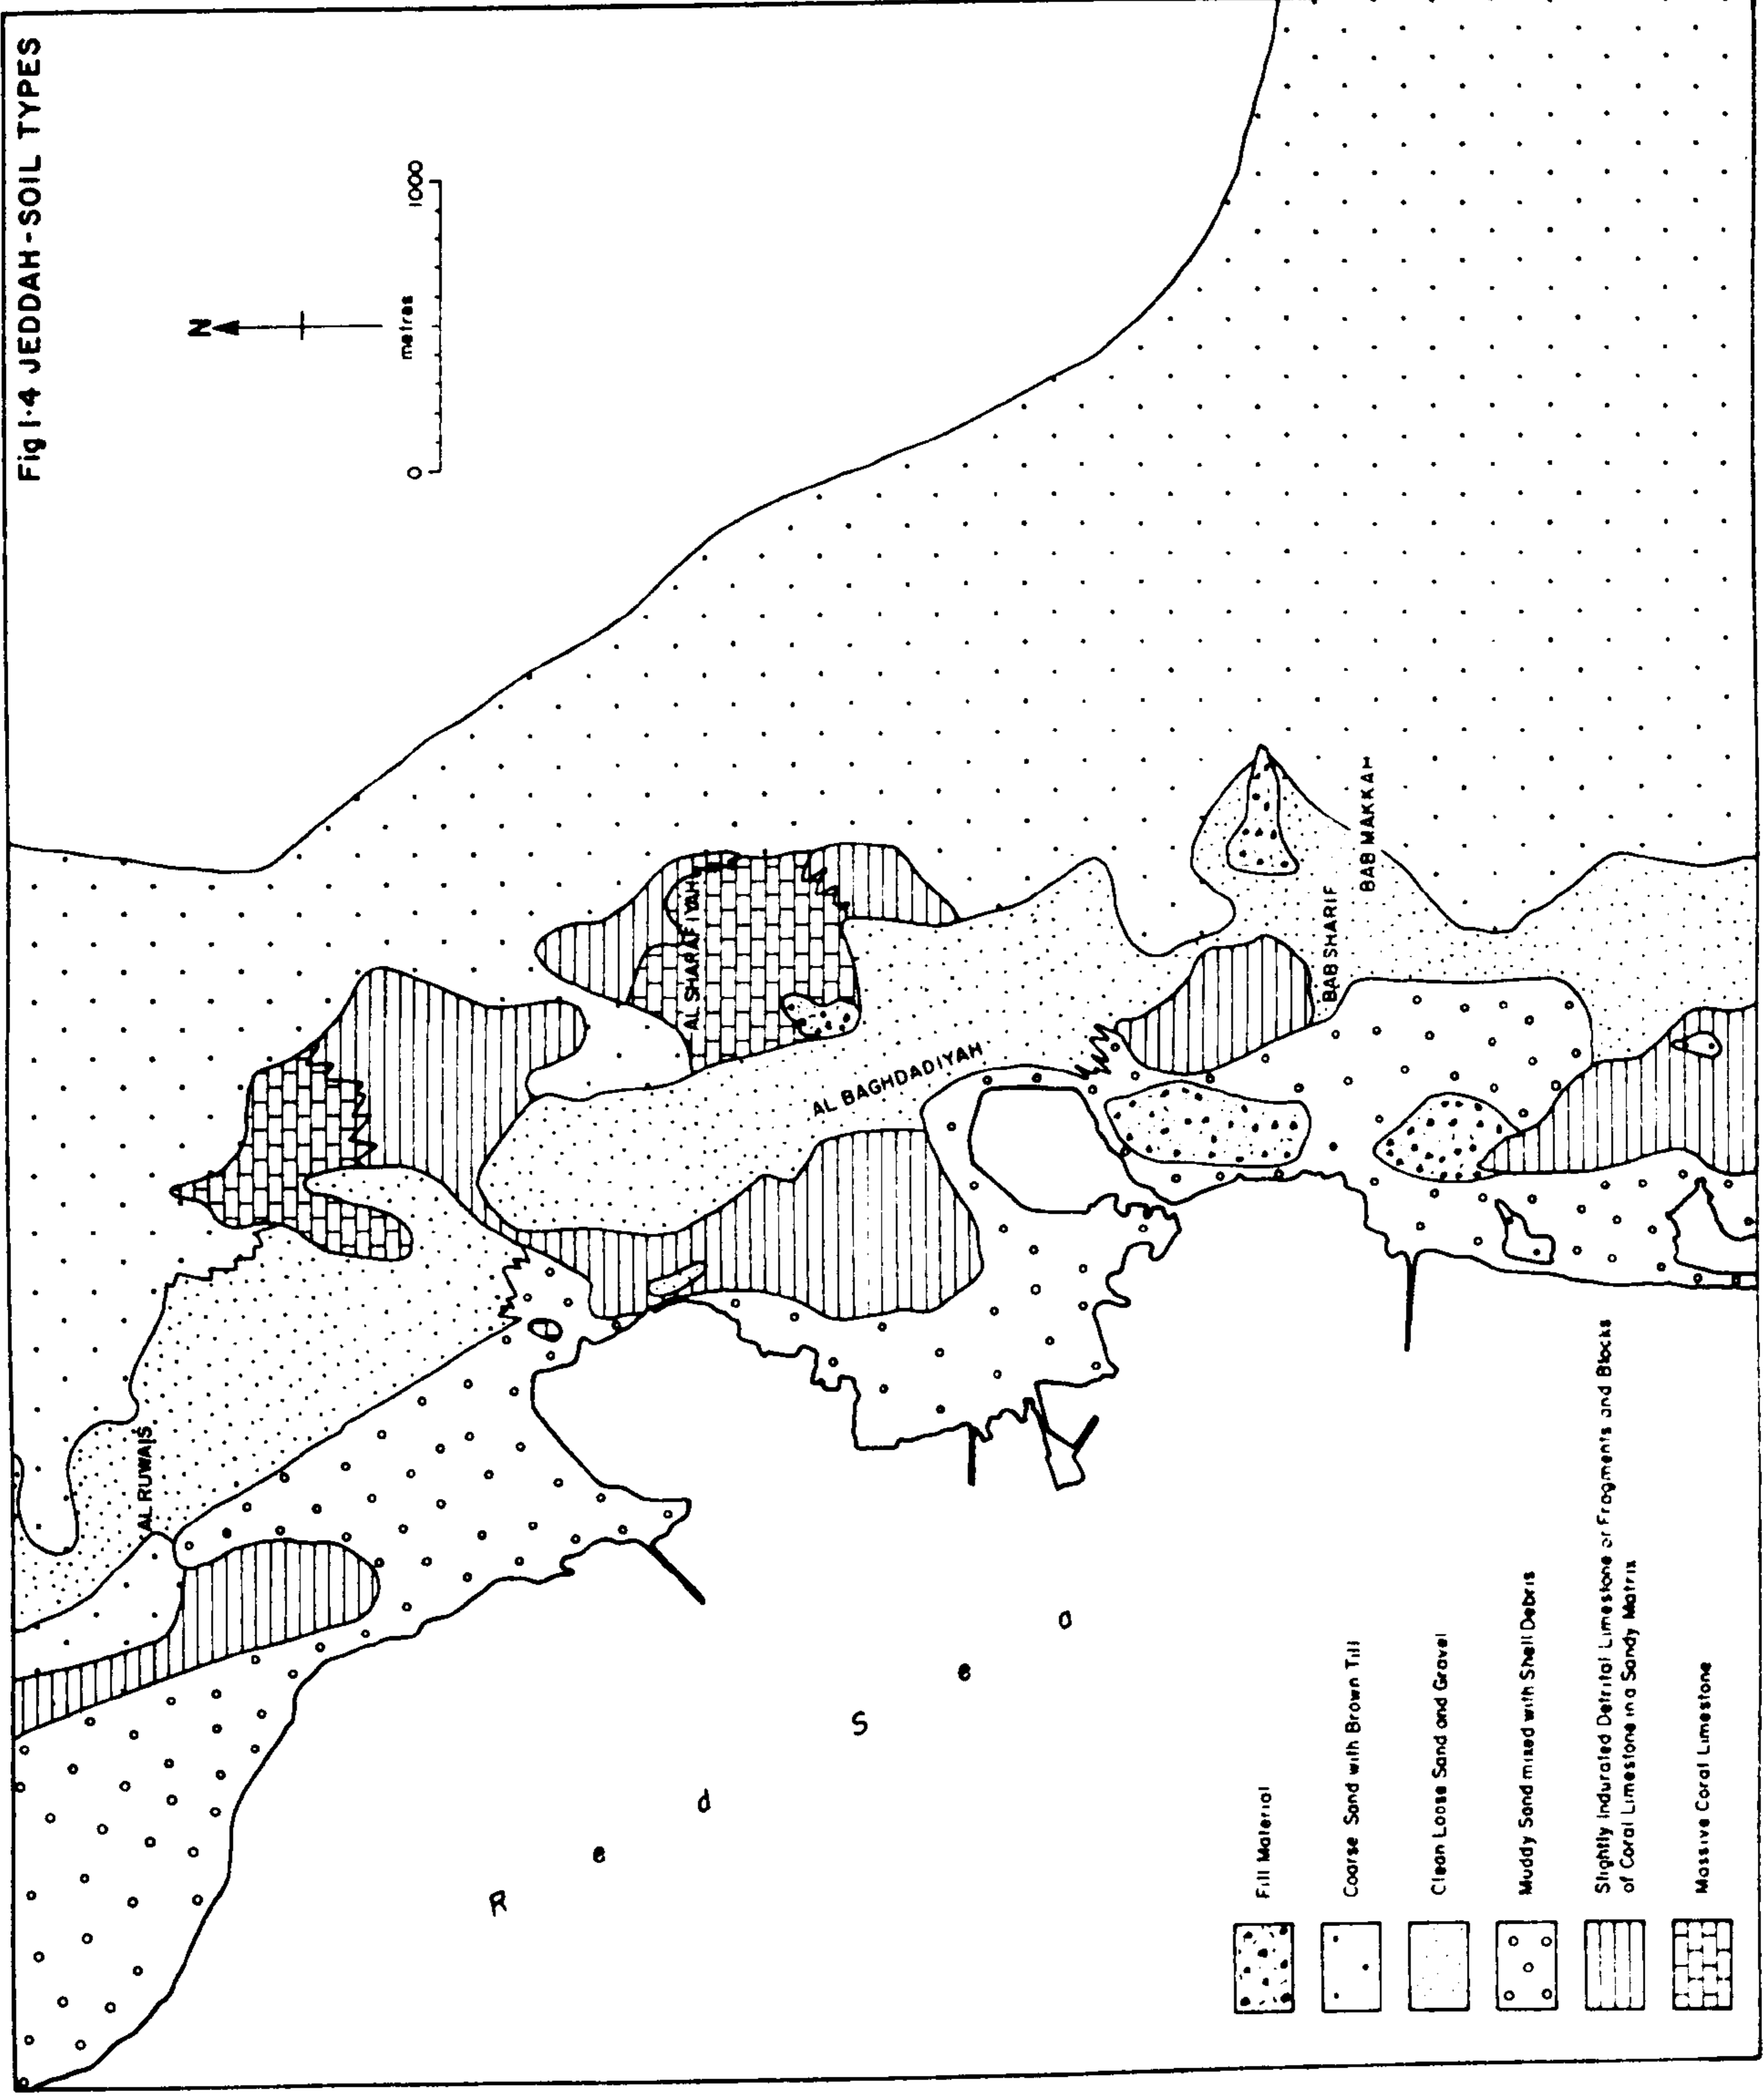 Fig 1·4 JEDDAH-SOIL TYPES
N
metres
0 1000
AL RUWAIS
AL SHARAFIYAH
AL BAGHDADIYAH
BAB SHARIF
BAB MAKKAH
R e d S e a
Fill Material
Coarse Sand with Brown Till
Clean Loose Sand and Gravel
Muddy Sand mixed with Shell Debris
Slightly Indurated Detrital Limestone or Fragments and Blocks
of Coral Limestone in a Sandy Matrix
Massive Coral Limestone